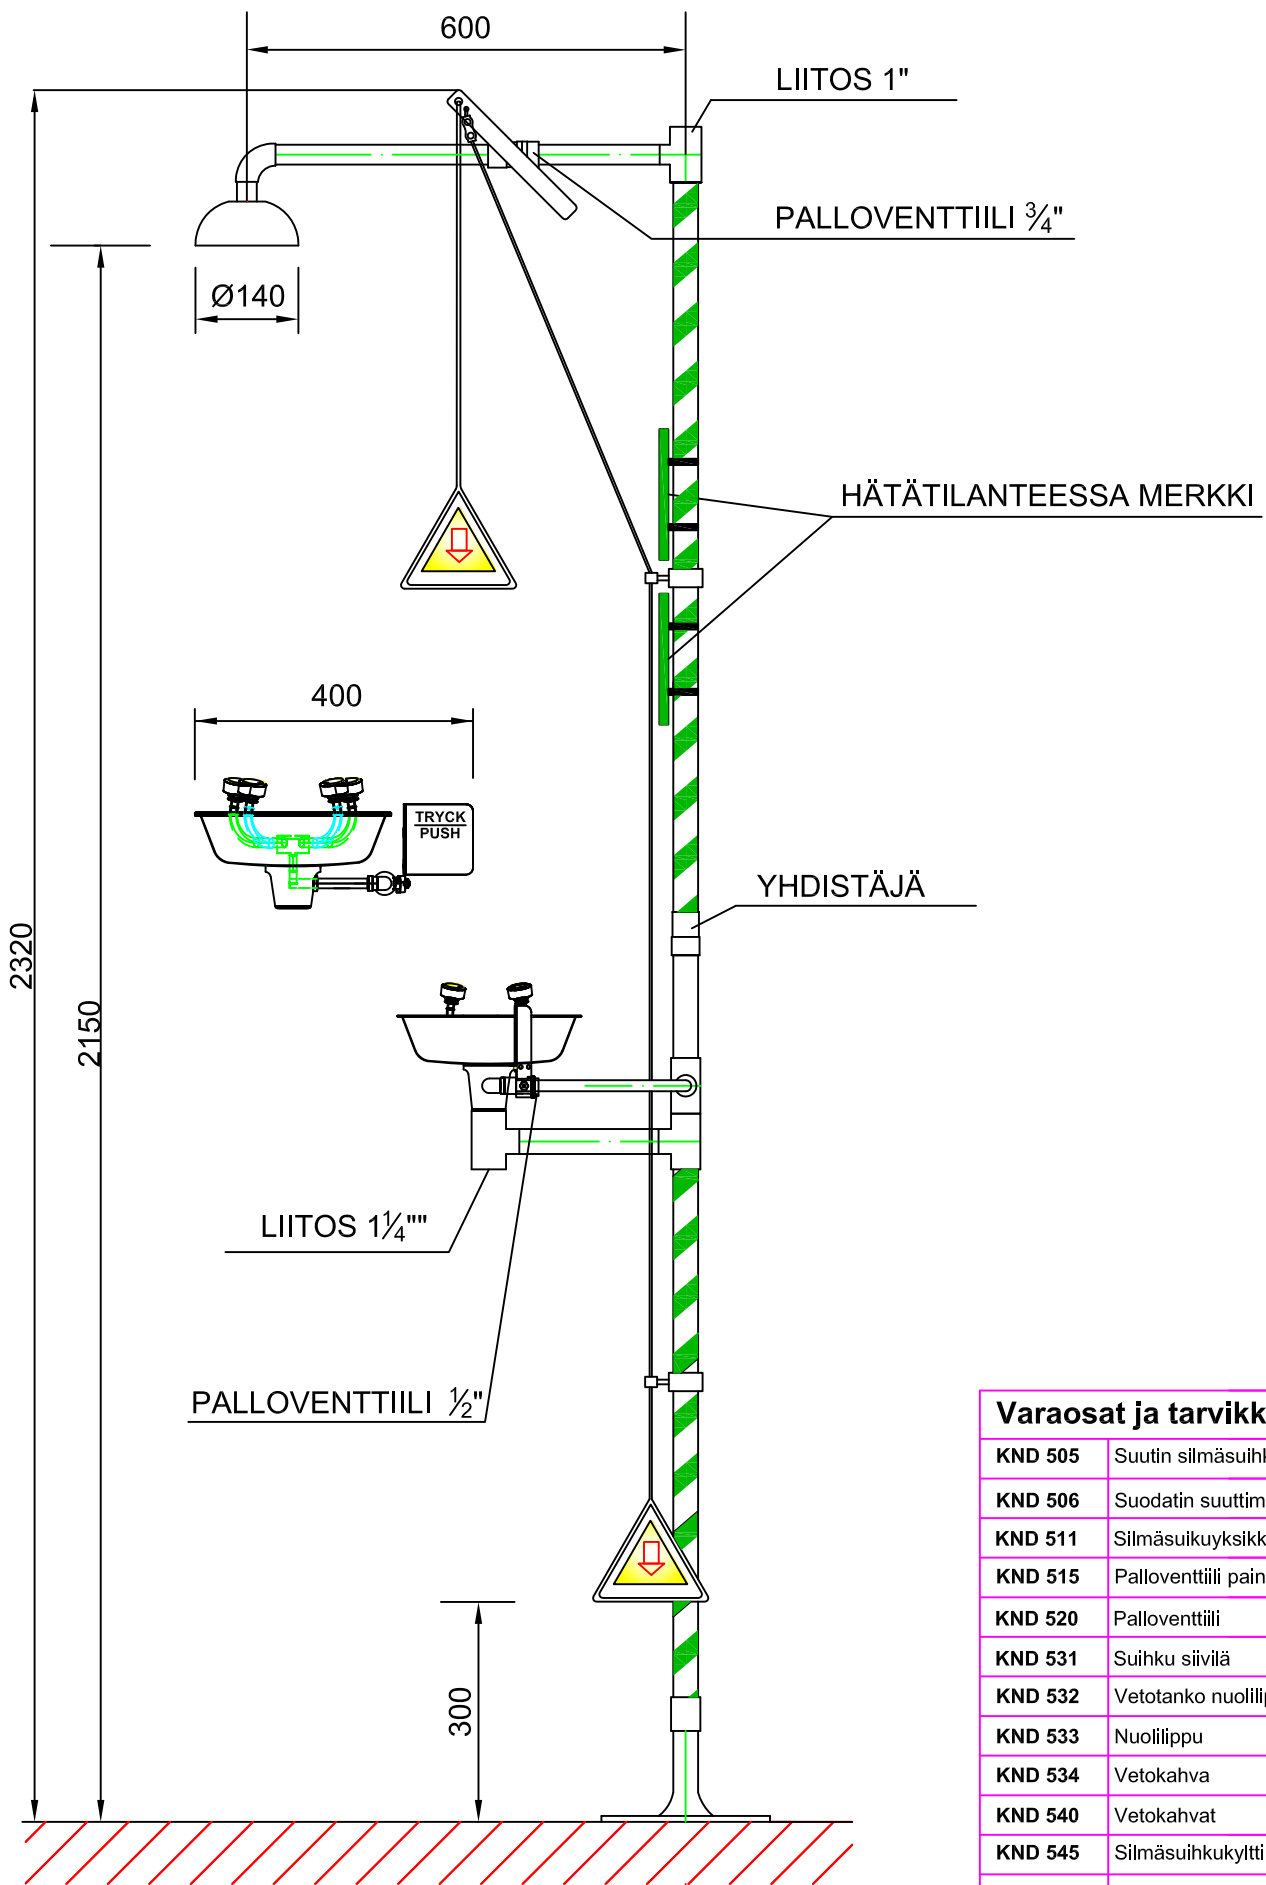 600
LIITOS 1"
PALLOVENTTIILI ¾"
Ø140
HÄTÄTILANTEESSA MERKKI
400
TRYCK
PUSH
YHDISTÄJÄ
2320
2150
LIITOS 1¼""
PALLOVENTTIILI ½"
300
Varaosat ja tarvikk
KND 505 Suutin silmäsuihk
KND 506 Suodatin suuttim
KND 511 Silmäsuikuyksikk
KND 515 Palloventtiili pain
KND 520 Palloventtiili
KND 531 Suihku siivilä
KND 532 Vetotanko nuolilip
KND 533 Nuolilippu
KND 534 Vetokahva
KND 540 Vetokahvat
KND 545 Silmäsuihkukyltti